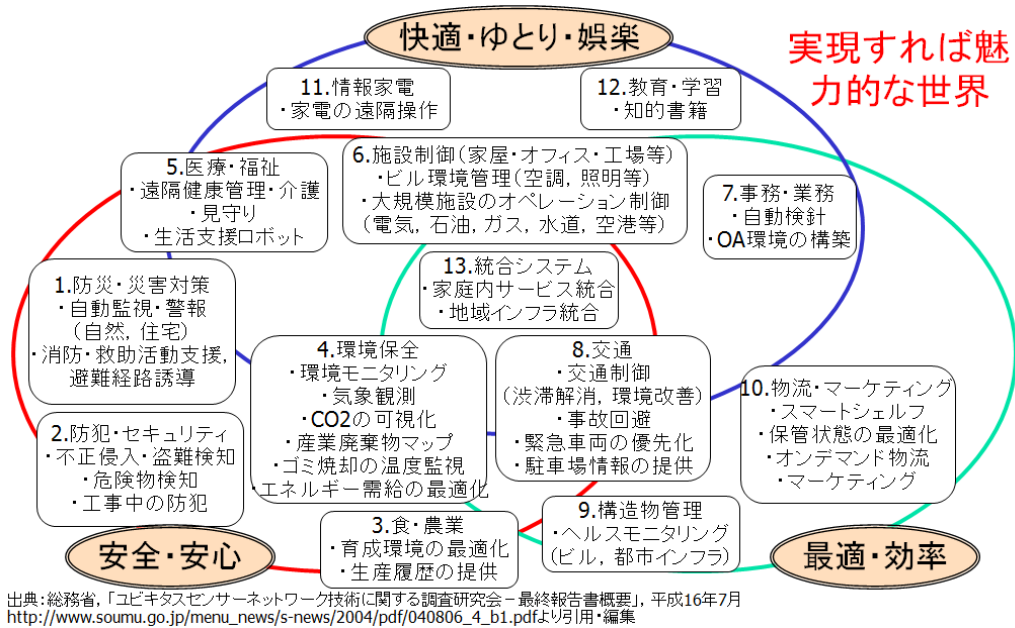 快適・ゆとり・娯楽
実現すれば魅
力的な世界
11.情報家電
・家電の遠隔操作
12.教育・学習
・知的書籍
5.医療・福祉
・遠隔健康管理・介護
・見守り
・生活支援ロボット
6.施設制御(家屋・オフィス・工場等)
・ビル環境管理(空調, 照明等)
・大規模施設のオペレーション制御
(電気, 石油, ガス, 水道, 空港等)
7.事務・業務
・自動検針
・OA環境の構築
13.統合システム
・家庭内サービス統合
・地域インフラ統合
1.防災・災害対策
・自動監視・警報
(自然, 住宅)
・消防・救助活動支援,
避難経路誘導
4.環境保全
・環境モニタリング
・気象観測
・CO2の可視化
・産業廃棄物マップ
・ゴミ焼却の温度監視
・エネルギー需給の最適化
8.交通
・交通制御
(渋滞解消, 環境改善)
・事故回避
・緊急車両の優先化
・駐車場情報の提供
10.物流・マーケティング
・スマートシェルフ
・保管状態の最適化
・オンデマンド物流
・マーケティング
2.防犯・セキュリティ
・不正侵入・盗難検知
・危険物検知
・工事中の防犯
3.食・農業
・育成環境の最適化
・生産履歴の提供
9.構造物管理
・ヘルスモニタリング
(ビル, 都市インフラ)
安全・安心
最適・効率
出典：総務省, 「ユビキタスセンサーネットワーク技術に関する調査研究会－最終報告書概要」, 平成16年7月
http://www.soumu.go.jp/menu_news/s-news/2004/pdf/040806_4_b1.pdfより引用・編集